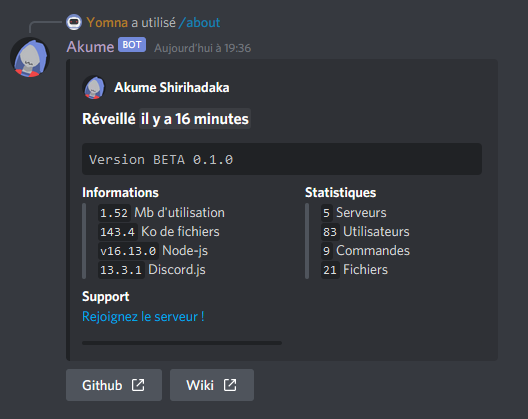 Yomna a utilisé /about
Akume BOT Aujourd'hui à 19:36
Akume Shirihadaka
Réveillé il y a 16 minutes
Version BETA 0.1.0
Informations
1.52 Mb d'utilisation
143.4 Ko de fichiers
v16.13.0 Node-js
13.3.1 Discord.js
Statistiques
5 Serveurs
83 Utilisateurs
9 Commandes
21 Fichiers
Support
Rejoignez le serveur !
Github
Wiki